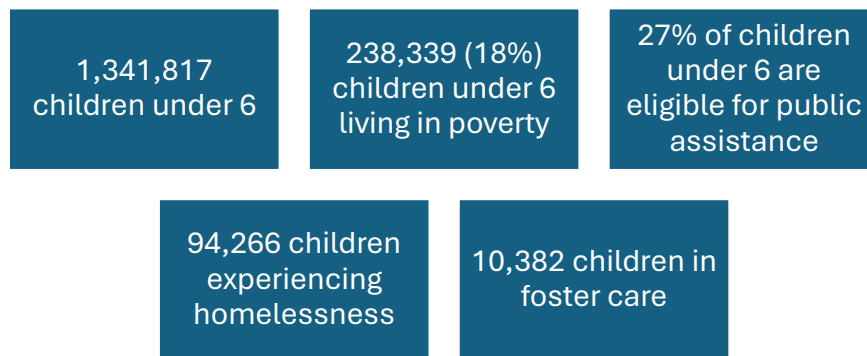 1,341,817
children under 6
238,339 (18%)
children under 6
living in poverty
27% of children
under 6 are
eligible for public
assistance
94,266 children
experiencing
homelessness
10,382 children in
foster care